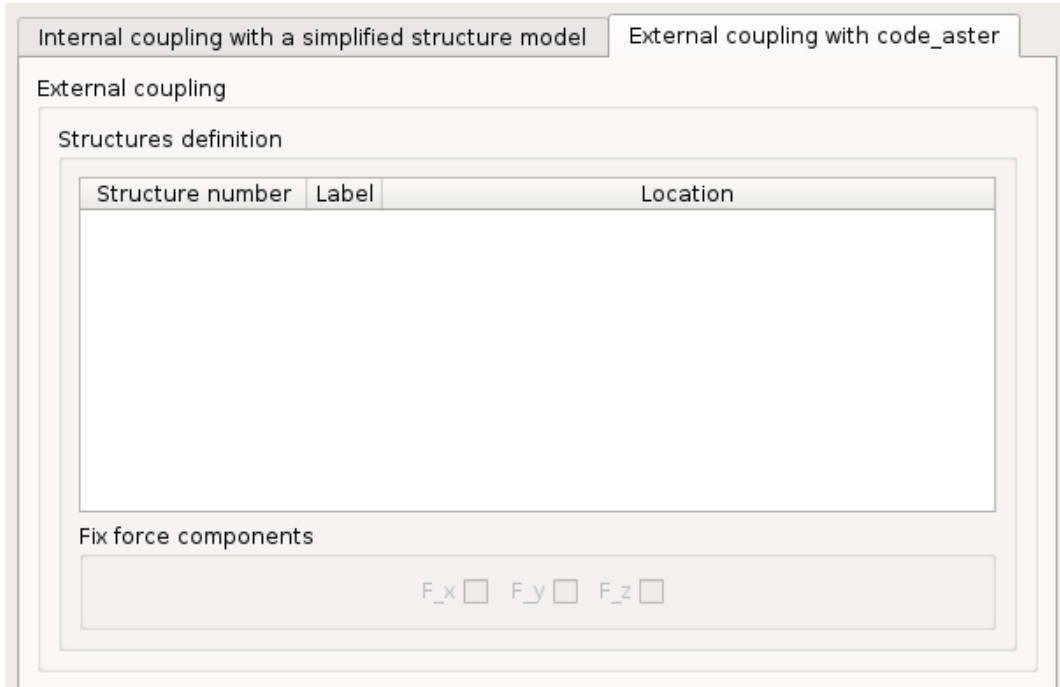 Internal coupling with a simplified structure model External coupling with code_aster
External coupling
Structures definition
Structure number Label Location
Fix force components
F_x F_y F_z